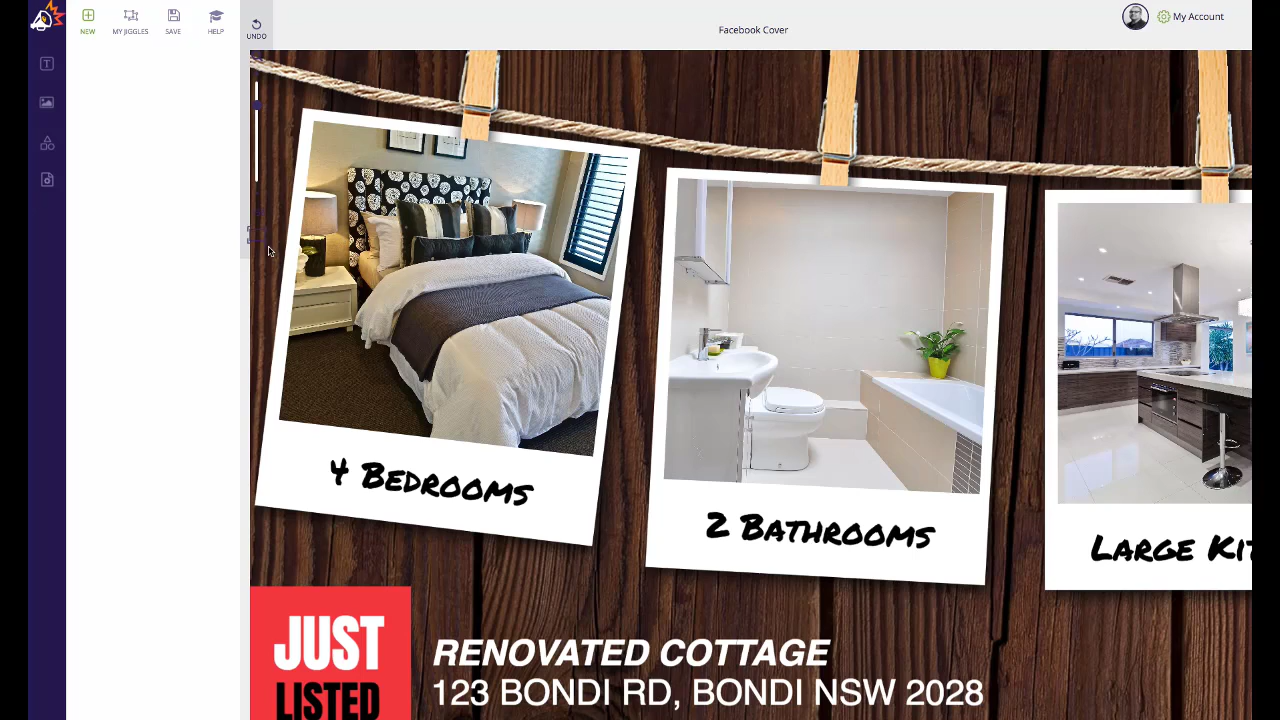 NEW
MY JIGGLES
SAVE
HELP
UNDO
Facebook Cover
My Account
4 BEDROOMS
2 BATHROOMS
LARGE KIT
JUST
LISTED
RENOVATED COTTAGE
123 BONDI RD, BONDI NSW 2028